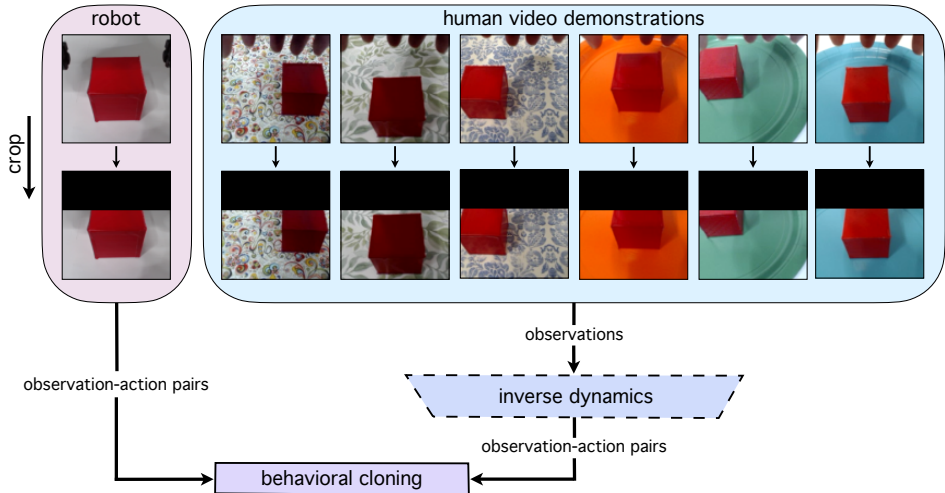 robot
human video demonstrations
crop
observations
observation-action pairs
inverse dynamics
observation-action pairs
behavioral cloning